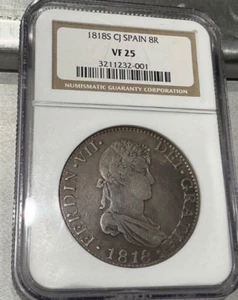 1818S CJ SPAIN 8R
VF 25
3211232-001
NUMISMATIC GUARANTY CORPORATION
FERDIN·VII· DEI·GRATIA
·1818·